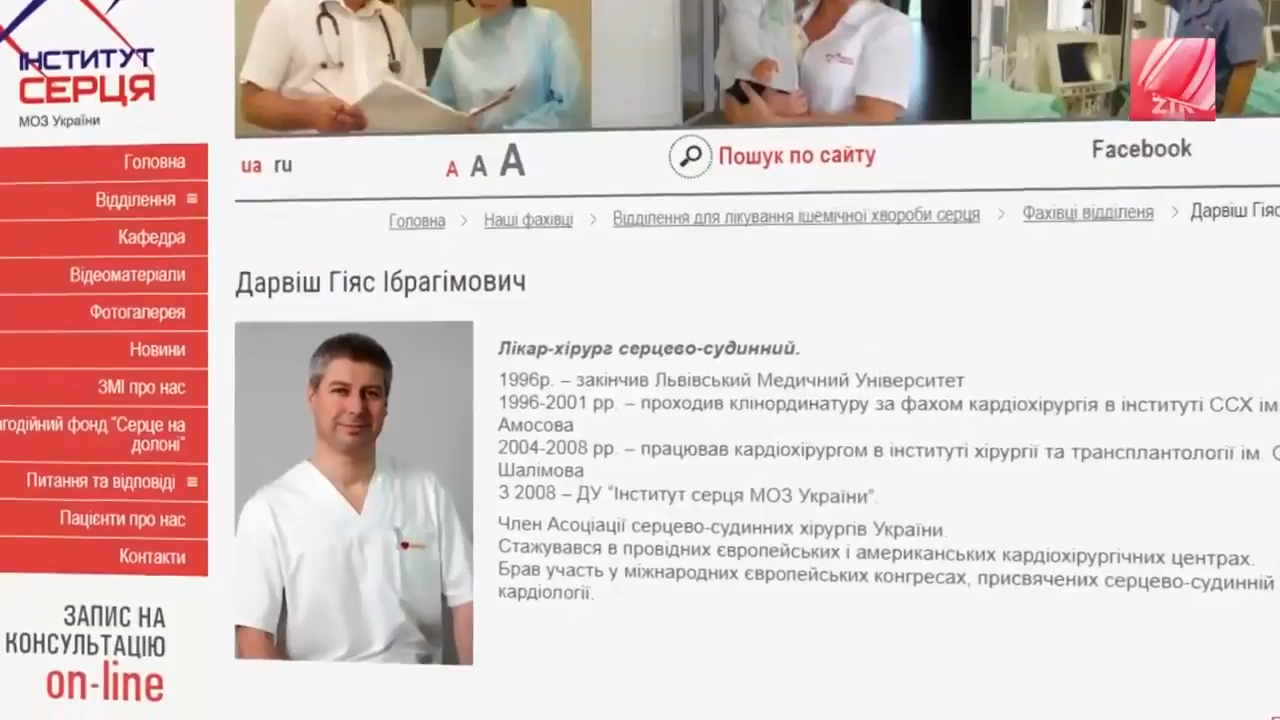 ІНСТИТУТ
СЕРЦЯ
МОЗ України
ZIK
Головна
Відділення
Кафедра
Відеоматеріали
Фотогалерея
Новини
ЗМІ про нас
фонд "Серце на
долоні"
Питання та відповіді
Пацієнти про нас
Контакти
ЗАПИС НА
КОНСУЛЬТАЦІЮ
on-line
ua ru
A A A
Пошук по сайту
Facebook
Головна > Наші фахівці > Відділення для лікування ішемічної хвороби серця > Фахівці відділеня > Дарвіш
Дарвіш Гіяс Ібрагімович
Лікар-хірург серцево-судинний.
1996р. – закінчив Львівський Медичний Університет
1996-2001 рр. – проходив клінординатуру за фахом кардіохірургія в інституті ССХ ім
Амосова
2004-2008 рр. – працював кардіохірургом в інституті хірургії та трансплантології ім.
Шалімова
З 2008 – ДУ "Інститут серця МОЗ України".
Член Асоціації серцево-судинних хірургів України.
Стажувався в провідних європейських і американських кардіохірургічних центрах.
Брав участь у міжнародних європейських конгресах, присвячених серцево-судинній
кардіології.